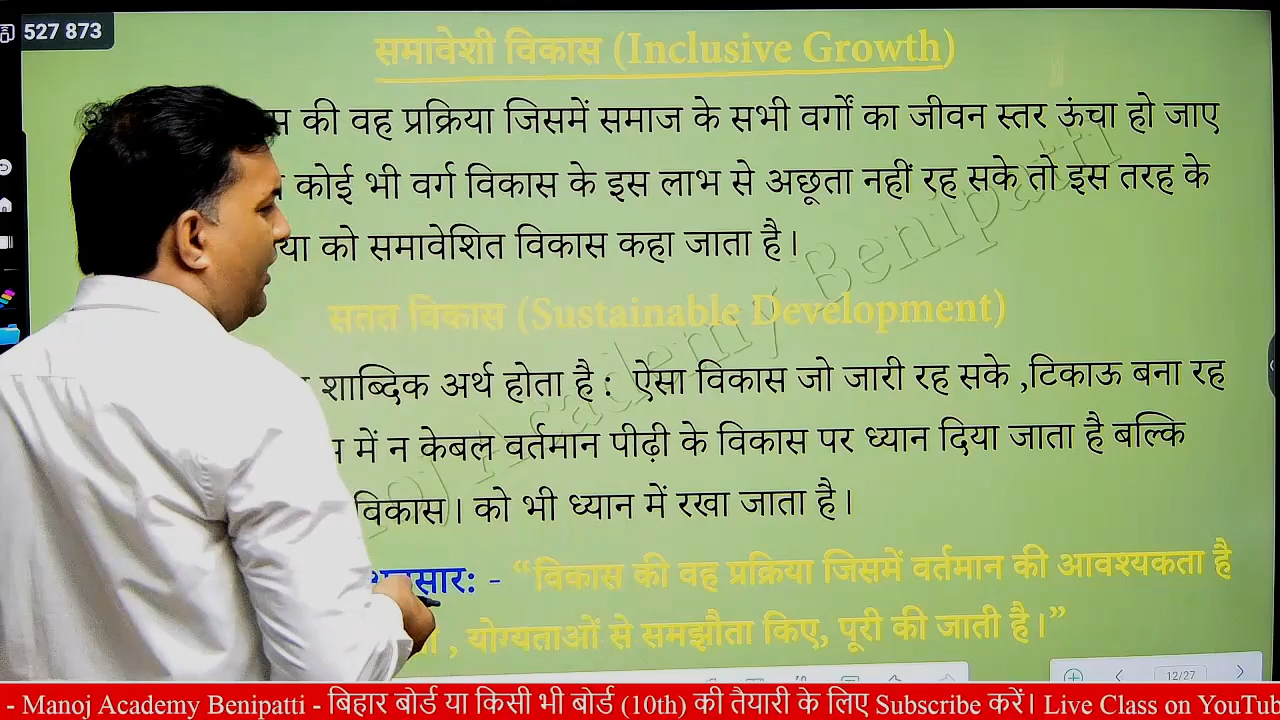 527 873
समावेशी विकास (Inclusive Growth)
की वह प्रक्रिया जिसमें समाज के सभी वर्गों का जीवन स्तर ऊंचा हो जाए
कोई भी वर्ग विकास के इस लाभ से अछूता नहीं रह सके तो इस तरह के
को समावेशित विकास कहा जाता है।
सतत विकास (Sustainable Development)
शाब्दिक अर्थ होता है : ऐसा विकास जो जारी रह सके ,टिकाऊ बना रह
में न केबल वर्तमान पीढ़ी के विकास पर ध्यान दिया जाता है बल्कि
विकास। को भी ध्यान में रखा जाता है।
: - “विकास की वह प्रक्रिया जिसमें वर्तमान की आवश्यकता है
, योग्यताओं से समझौता किए, पूरी की जाती है।”
Academy Benipatti
12/27
- Manoj Academy Benipatti - बिहार बोर्ड या किसी भी बोर्ड (10th) की तैयारी के लिए Subscribe करें। Live Class on